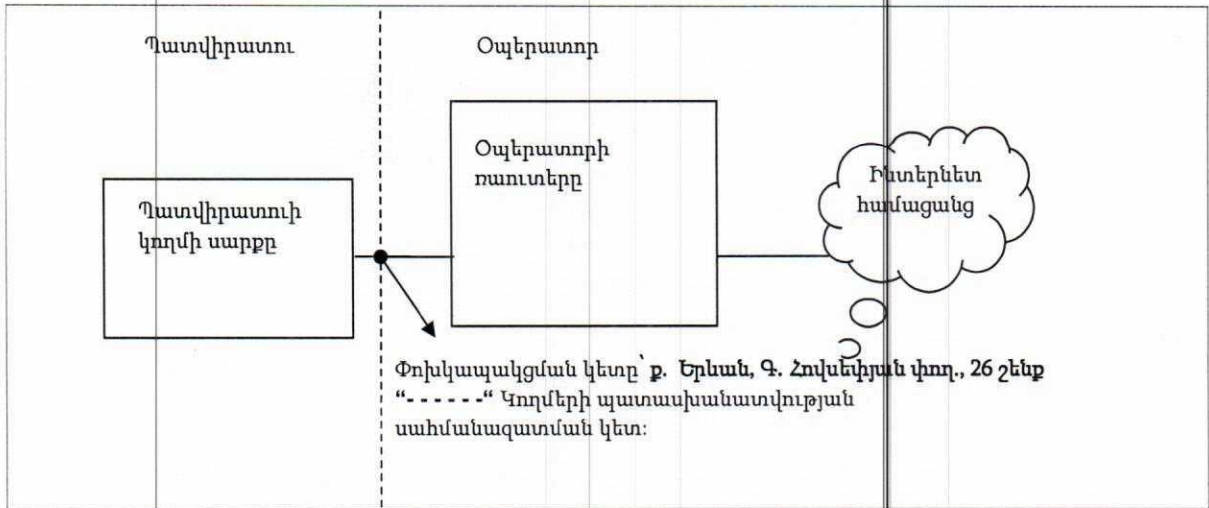 Պատվիրատու
Օպերատոր
Օպերատորի
ռաուտերը
Ինտերնետ
համացանց
Պատվիրատուի
կողմի սարքը
Փոխկապակցման կետը՝ ք. Երևան, Գ. Հովսեփյան փող., 26 շենք
“- - - - - -“ Կողմերի պատասխանատվության
սահմանազատման կետ: